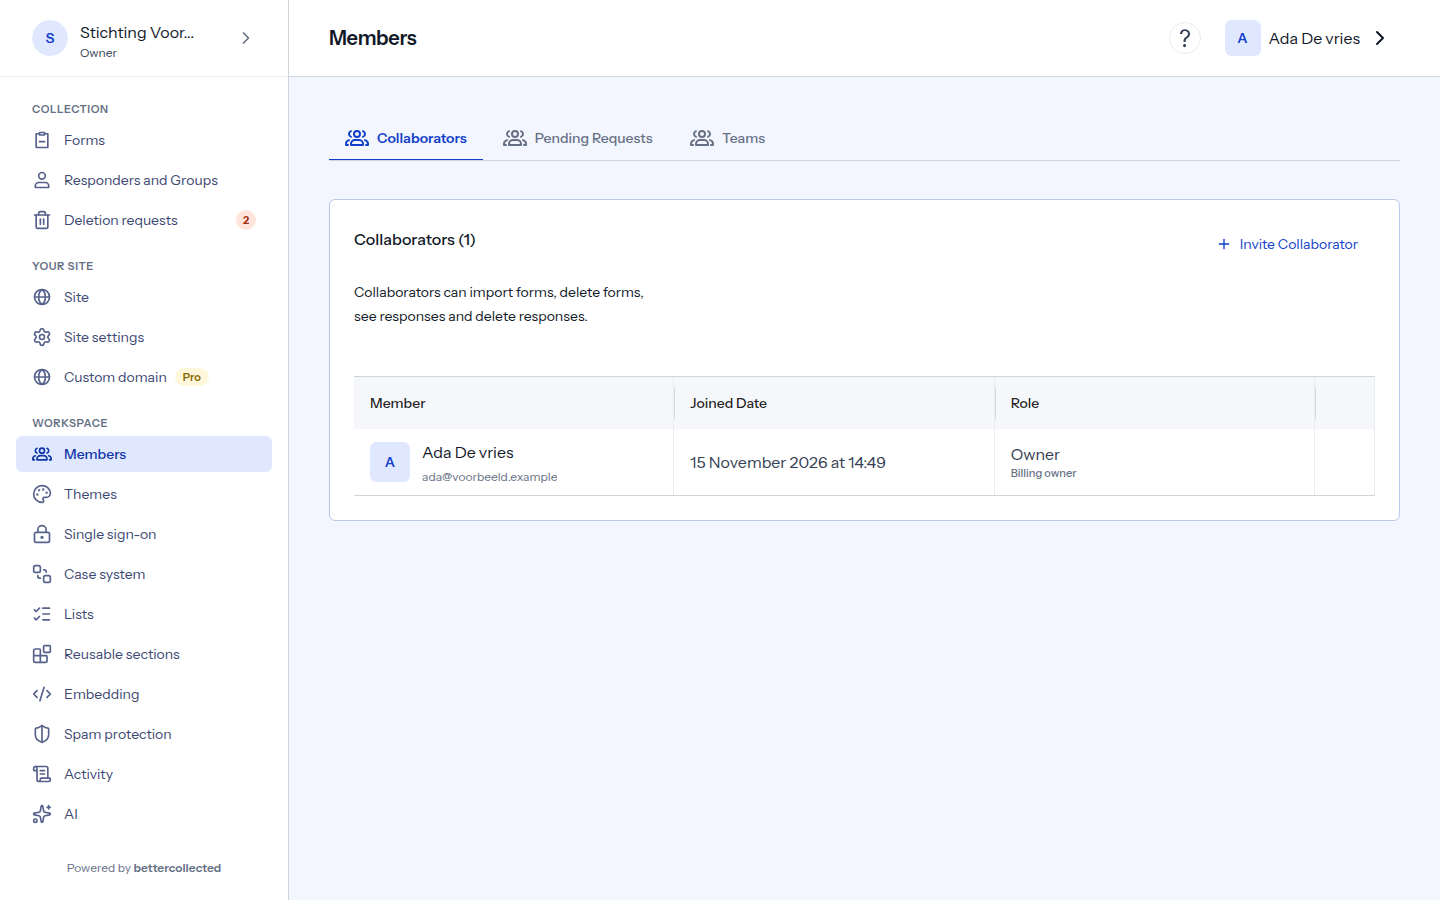 S
Stichting Voor...
Owner
COLLECTION
Forms
Responders and Groups
Deletion requests 2
YOUR SITE
Site
Site settings
Custom domain Pro
WORKSPACE
Members
Themes
Single sign-on
Case system
Lists
Reusable sections
Embedding
Spam protection
Activity
AI
Powered by bettercollected
Members
? A Ada De vries
Collaborators Pending Requests Teams
Collaborators (1)
+ Invite Collaborator
Collaborators can import forms, delete forms,
see responses and delete responses.
Member Joined Date Role
A Ada De vries
ada@voorbeeld.example
15 November 2026 at 14:49
Owner
Billing owner